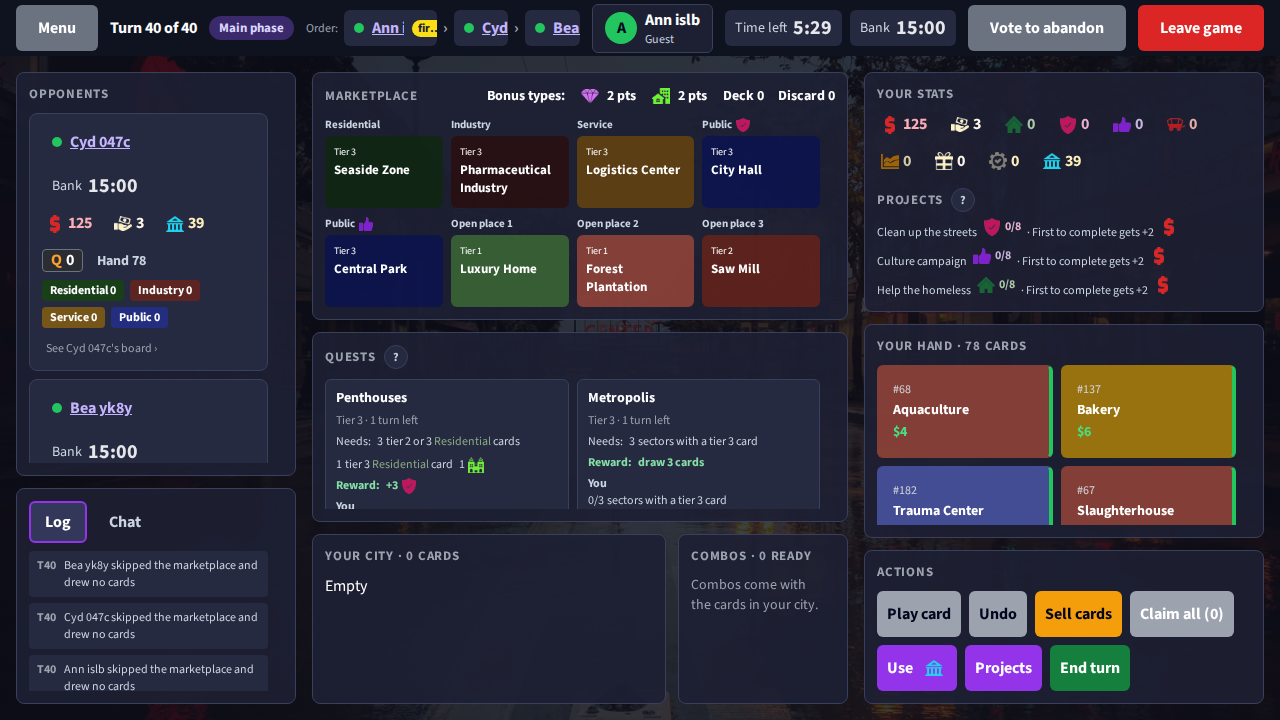 Menu
Turn 40 of 40
Main phase
Order:
Ann i
fir...
›
Cyd
›
Bea
A
Ann islb
Guest
Time left 5:29
Bank 15:00
Vote to abandon
Leave game
OPPONENTS
Cyd 047c
Bank 15:00
125
3
39
Q 0
Hand 78
Residential 0
Industry 0
Service 0
Public 0
See Cyd 047c's board ›
Bea yk8y
Bank 15:00
Log
Chat
T40 Bea yk8y skipped the marketplace and
drew no cards
T40 Cyd 047c skipped the marketplace and
drew no cards
T40 Ann islb skipped the marketplace and
drew no cards
MARKETPLACE
Bonus types:
2 pts
2 pts
Deck 0
Discard 0
Residential
Tier 3
Seaside Zone
Industry
Tier 3
Pharmaceutical
Industry
Service
Tier 3
Logistics Center
Public
Tier 3
City Hall
Public
Tier 3
Central Park
Open place 1
Tier 1
Luxury Home
Open place 2
Tier 1
Forest
Plantation
Open place 3
Tier 2
Saw Mill
QUESTS
?
Penthouses
Tier 3 · 1 turn left
Needs: 3 tier 2 or 3 Residential cards
1 tier 3 Residential card 1
Reward: +3
You
Metropolis
Tier 3 · 1 turn left
Needs: 3 sectors with a tier 3 card
Reward: draw 3 cards
You
0/3 sectors with a tier 3 card
YOUR CITY · 0 CARDS
Empty
COMBOS · 0 READY
Combos come with
the cards in your city.
YOUR STATS
125
3
0
0
0
0
0
0
0
39
PROJECTS
?
Clean up the streets 0/8 · First to complete gets +2
Culture campaign 0/8 · First to complete gets +2
Help the homeless 0/8 · First to complete gets +2
YOUR HAND · 78 CARDS
#68
Aquaculture
$4
#137
Bakery
$6
#182
Trauma Center
#67
Slaughterhouse
ACTIONS
Play card
Undo
Sell cards
Claim all (0)
Use
Projects
End turn